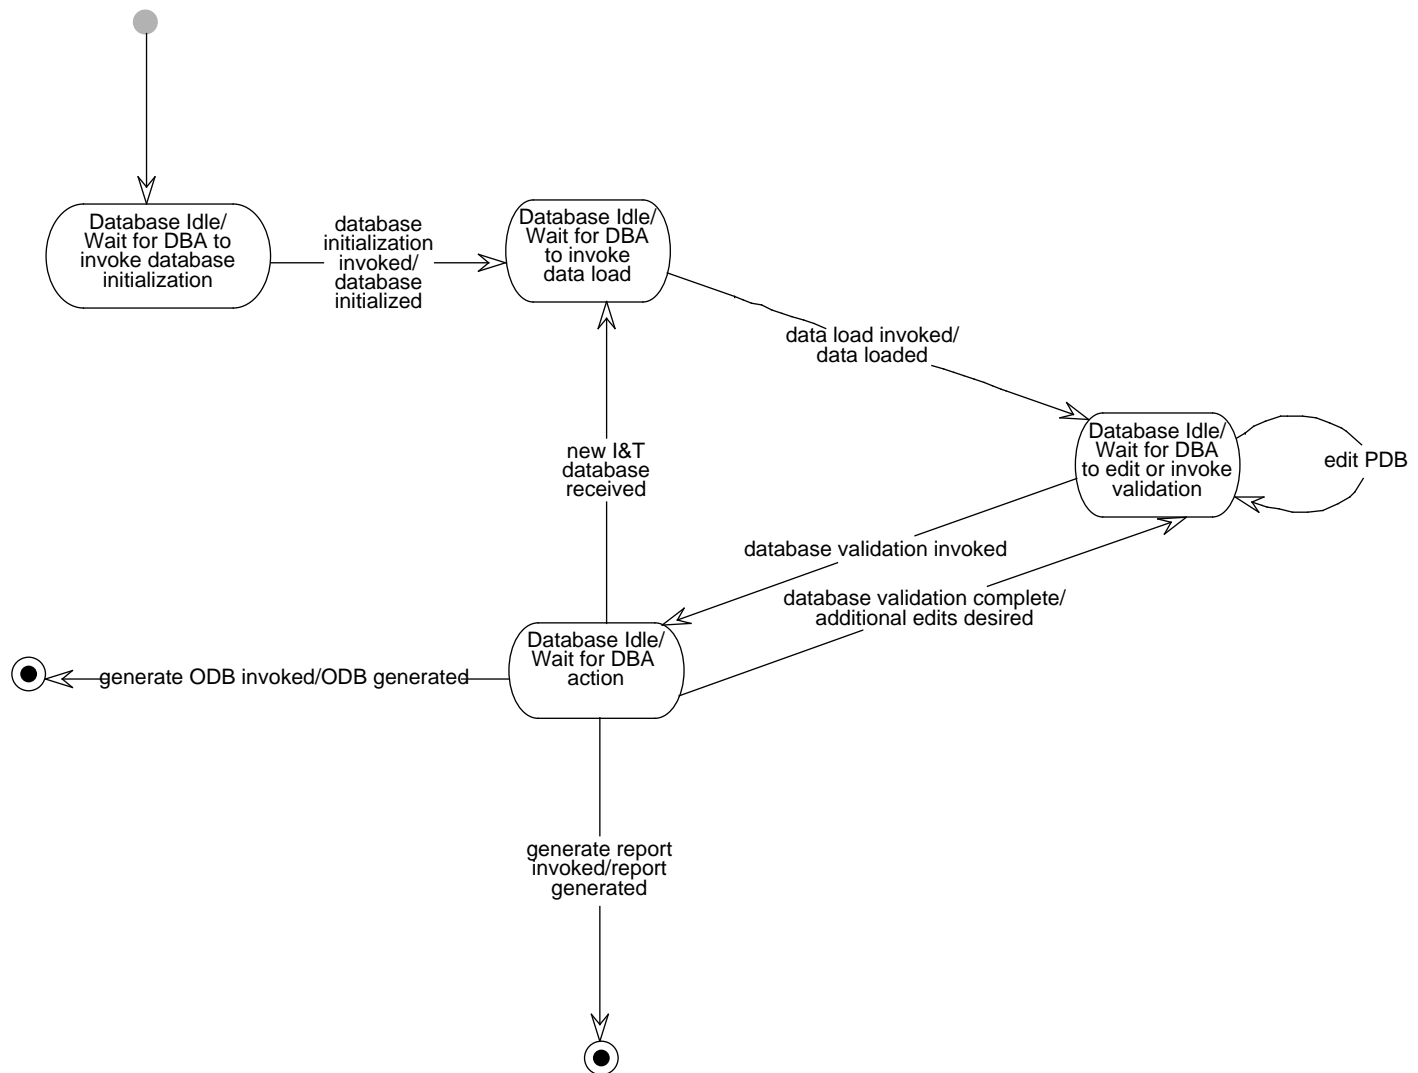 Database Idle/
Wait for DBA to
invoke database
initialization
database
initialization
invoked/
database
initialized
Database Idle/
Wait for DBA
to invoke
data load
data load invoked/
data loaded
Database Idle/
Wait for DBA
to edit or invoke
validation
edit PDB
new I&T
database
received
database validation invoked
database validation complete/
additional edits desired
Database Idle/
Wait for DBA
action
generate ODB invoked/ODB generated
generate report
invoked/report
generated